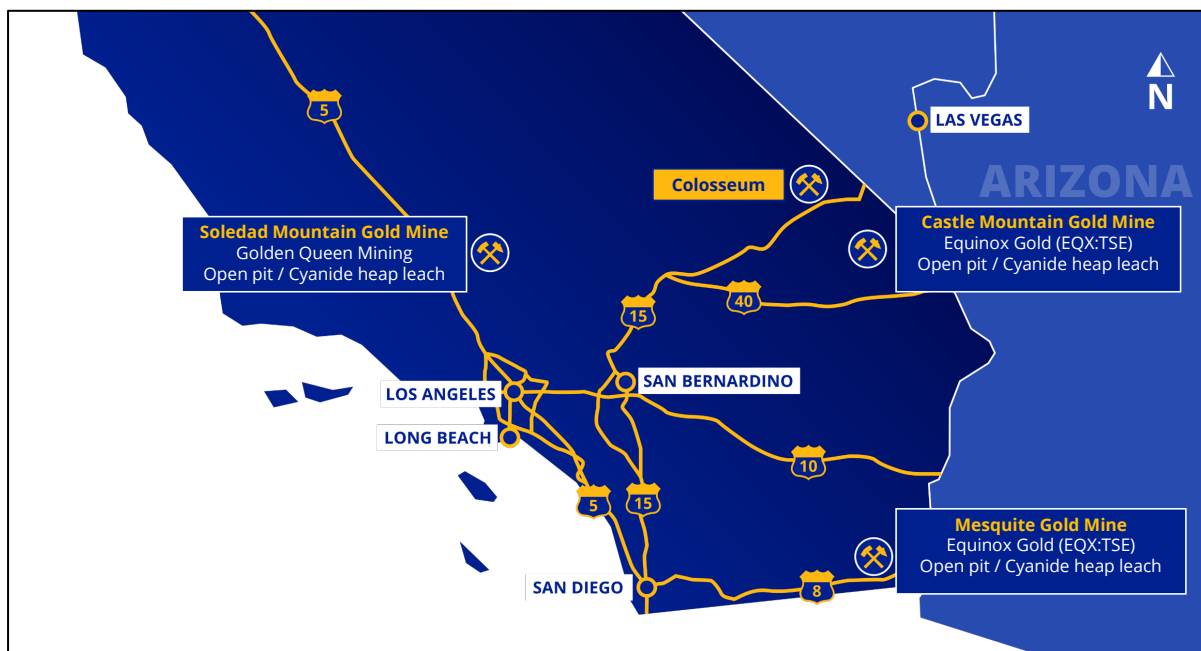 5
N
LAS VEGAS
ARIZONA
Colosseum
Soledad Mountain Gold Mine
Golden Queen Mining
Open pit / Cyanide heap leach
Castle Mountain Gold Mine
Equinox Gold (EQX:TSE)
Open pit / Cyanide heap leach
40
15
SAN BERNARDINO
LOS ANGELES
LONG BEACH
10
5
15
Mesquite Gold Mine
Equinox Gold (EQX:TSE)
Open pit / Cyanide heap leach
SAN DIEGO
8